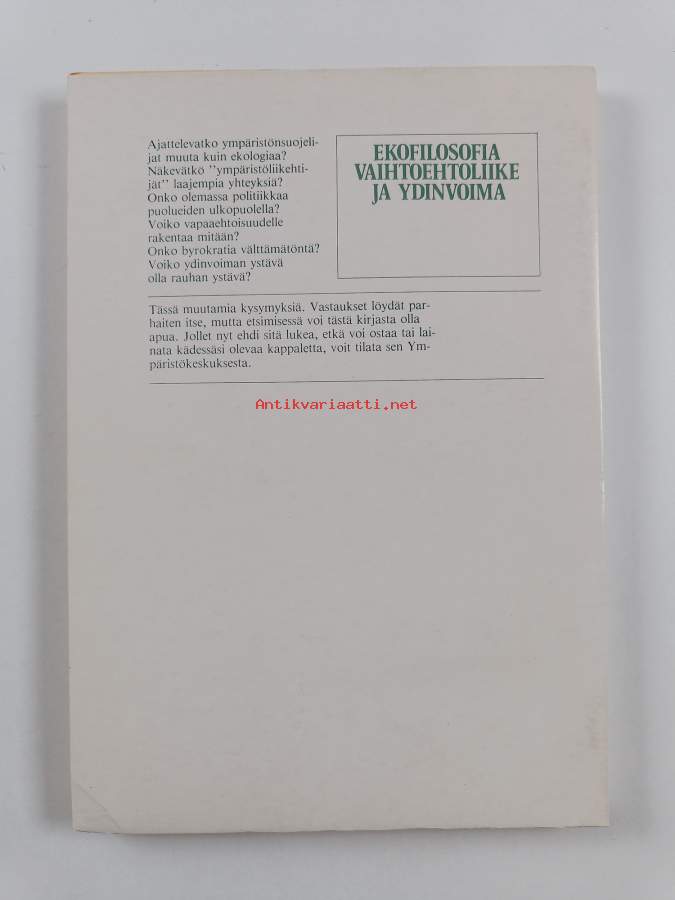 Ajattelevatko ympäristönsuojeli-
jat muuta kuin ekologiaa?
Näkevätkö "ympäristöliikehti-
jät" laajempia yhteyksiä?
Onko olemassa politiikkaa
puolueiden ulkopuolella?
Voiko vapaaehtoisuudelle
rakentaa mitään?
Onko byrokratia välttämätöntä?
Voiko ydinvoiman ystävä
olla rauhan ystävä?
EKOFILOSOFIA
VAIHTOEHTOLIIKE
JA YDINVOIMA
Tässä muutamia kysymyksiä. Vastaukset löydät par-
haiten itse, mutta etsimisessä voi tästä kirjasta olla
apua. Jollet nyt ehdi sitä lukea, etkä voi ostaa tai lai-
nata kädessäsi olevaa kappaletta, voit tilata sen Ym-
päristökeskuksesta.
Antikvariaatti.net